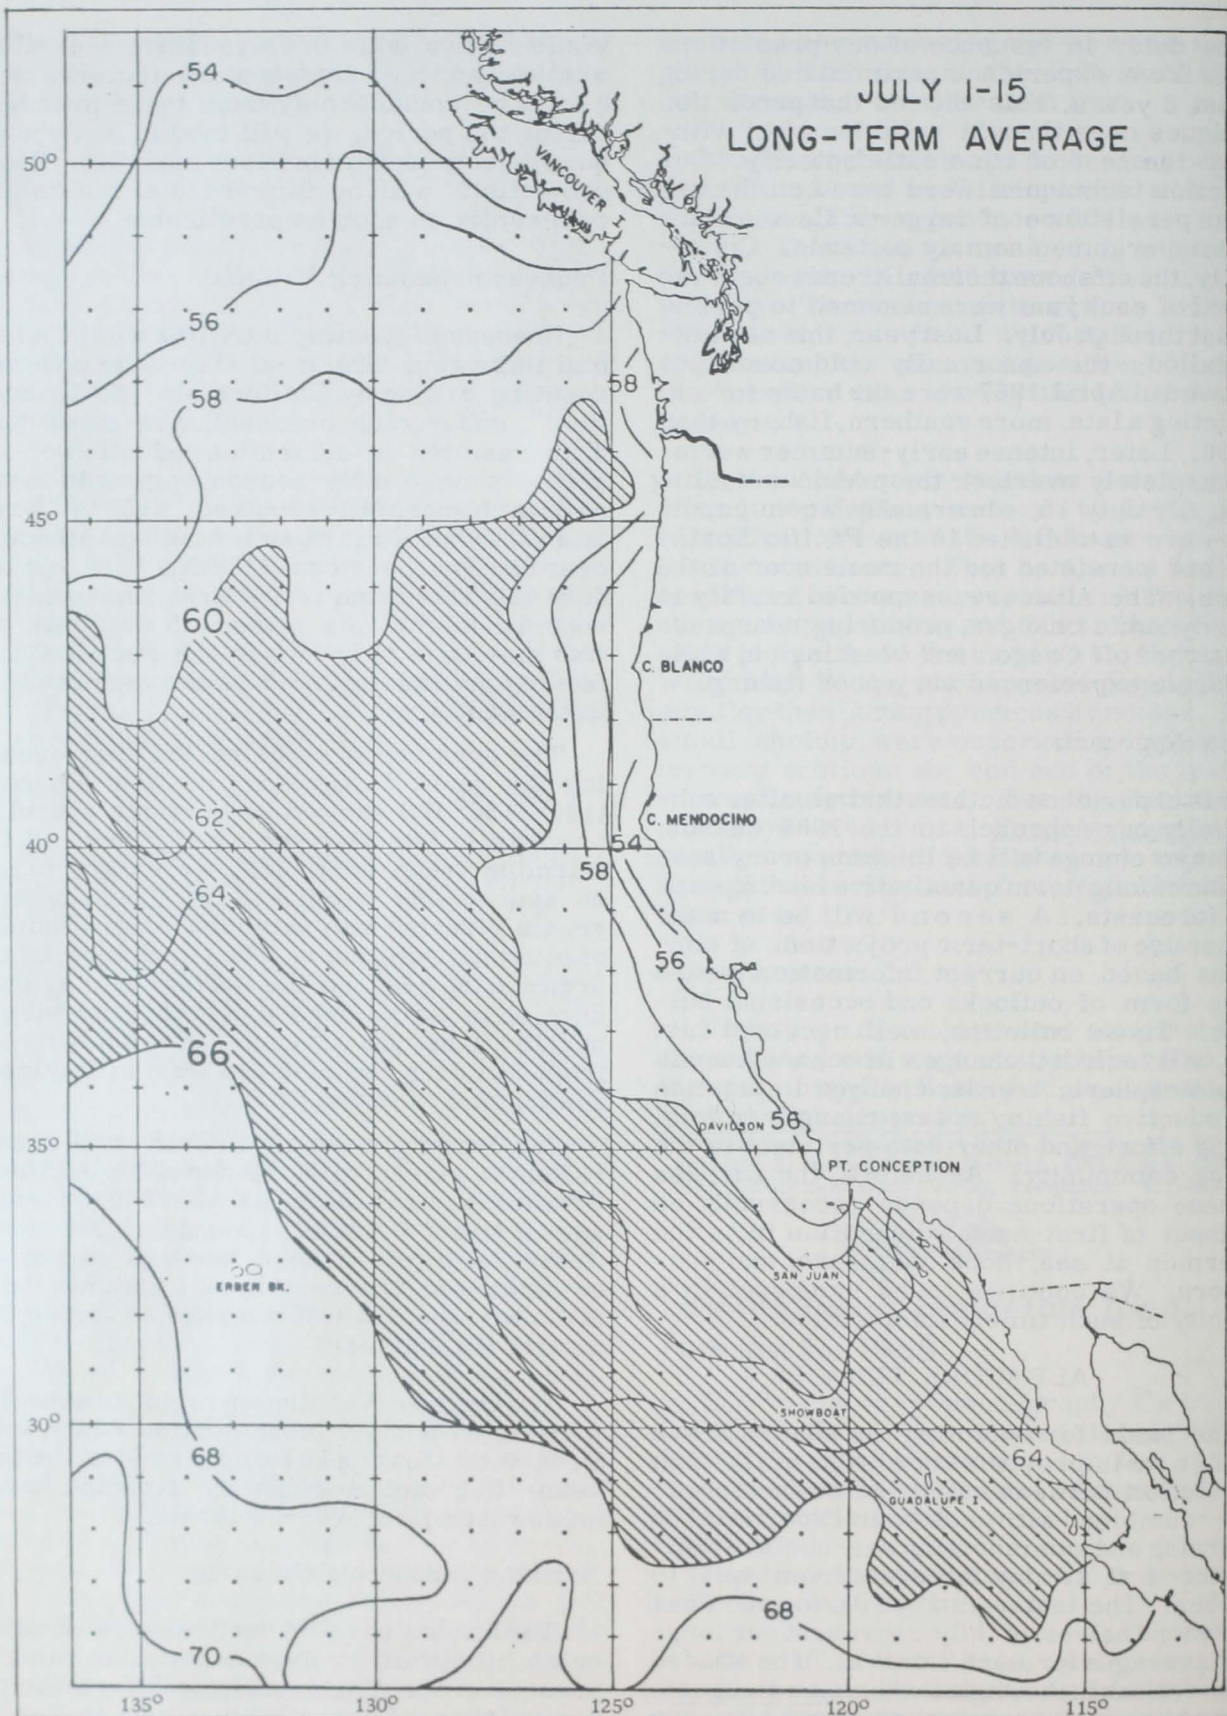 JULY 1-15
LONG-TERM AVERAGE
54
50°
VANCOUVER I
56
58
58
45°
60
C. BLANCO
62
C. MENDOCINO
54
40°
58
64
56
66
DAVIDSON
56
35°
PT. CONCEPTION
SAN JUAN
ERBEN BK.
SHOWBOAT
30°
68
64
GUADALUPE I
68
70
135°
130°
125°
120°
115°